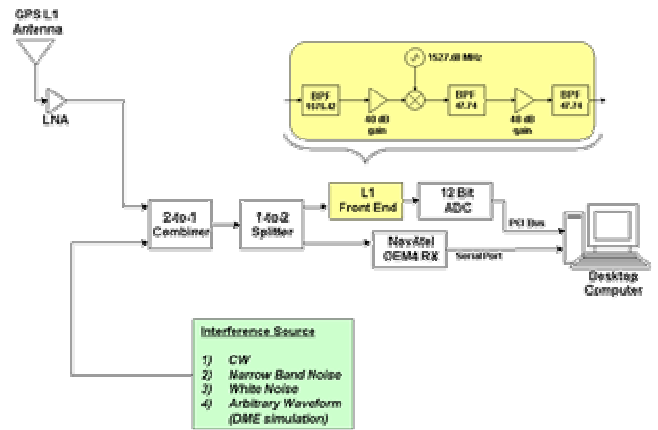 GPS L1
Antenna
LNA
1527.68 MHz
BPF
1575.42
40 dB
gain
BPF
47.74
40 dB
gain
BPF
47.74
2-to-1
Combiner
1-to-2
Splitter
L1
Front End
12 Bit
ADC
PCI Bus
NovAtel
OEM4 RX
Serial Port
Desktop
Computer
Interference Source
1) CW
2) Narrow Band Noise
3) White Noise
4) Arbitrary Waveform
(DME simulation)